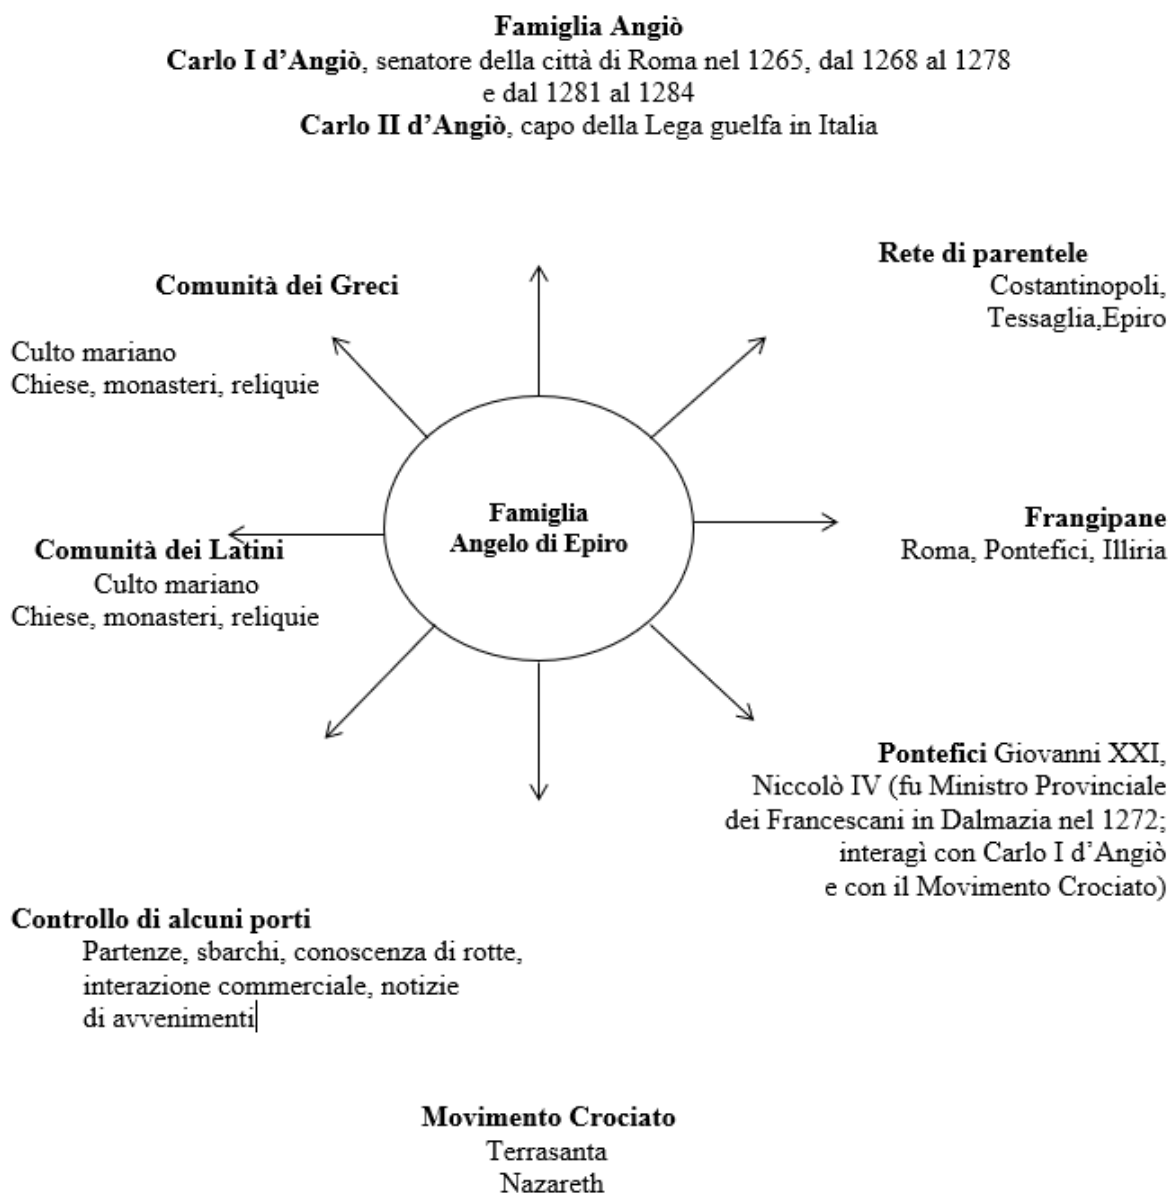 Famiglia Angiò
Carlo I d’Angiò, senatore della città di Roma nel 1265, dal 1268 al 1278
e dal 1281 al 1284
Carlo II d’Angiò, capo della Lega guelfa in Italia
Rete di parentele
Costantinopoli,
Tessaglia,Epiro
Comunità dei Greci
Culto mariano
Chiese, monasteri, reliquie
Famiglia
Angelo di Epiro
Frangipane
Roma, Pontefici, Illiria
Comunità dei Latini
Culto mariano
Chiese, monasteri, reliquie
Pontefici Giovanni XXI,
Niccolò IV (fu Ministro Provinciale
dei Francescani in Dalmazia nel 1272;
interagì con Carlo I d’Angiò
e con il Movimento Crociato)
Controllo di alcuni porti
Partenze, sbarchi, conoscenza di rotte,
interazione commerciale, notizie
di avvenimenti
Movimento Crociato
Terrasanta
Nazareth